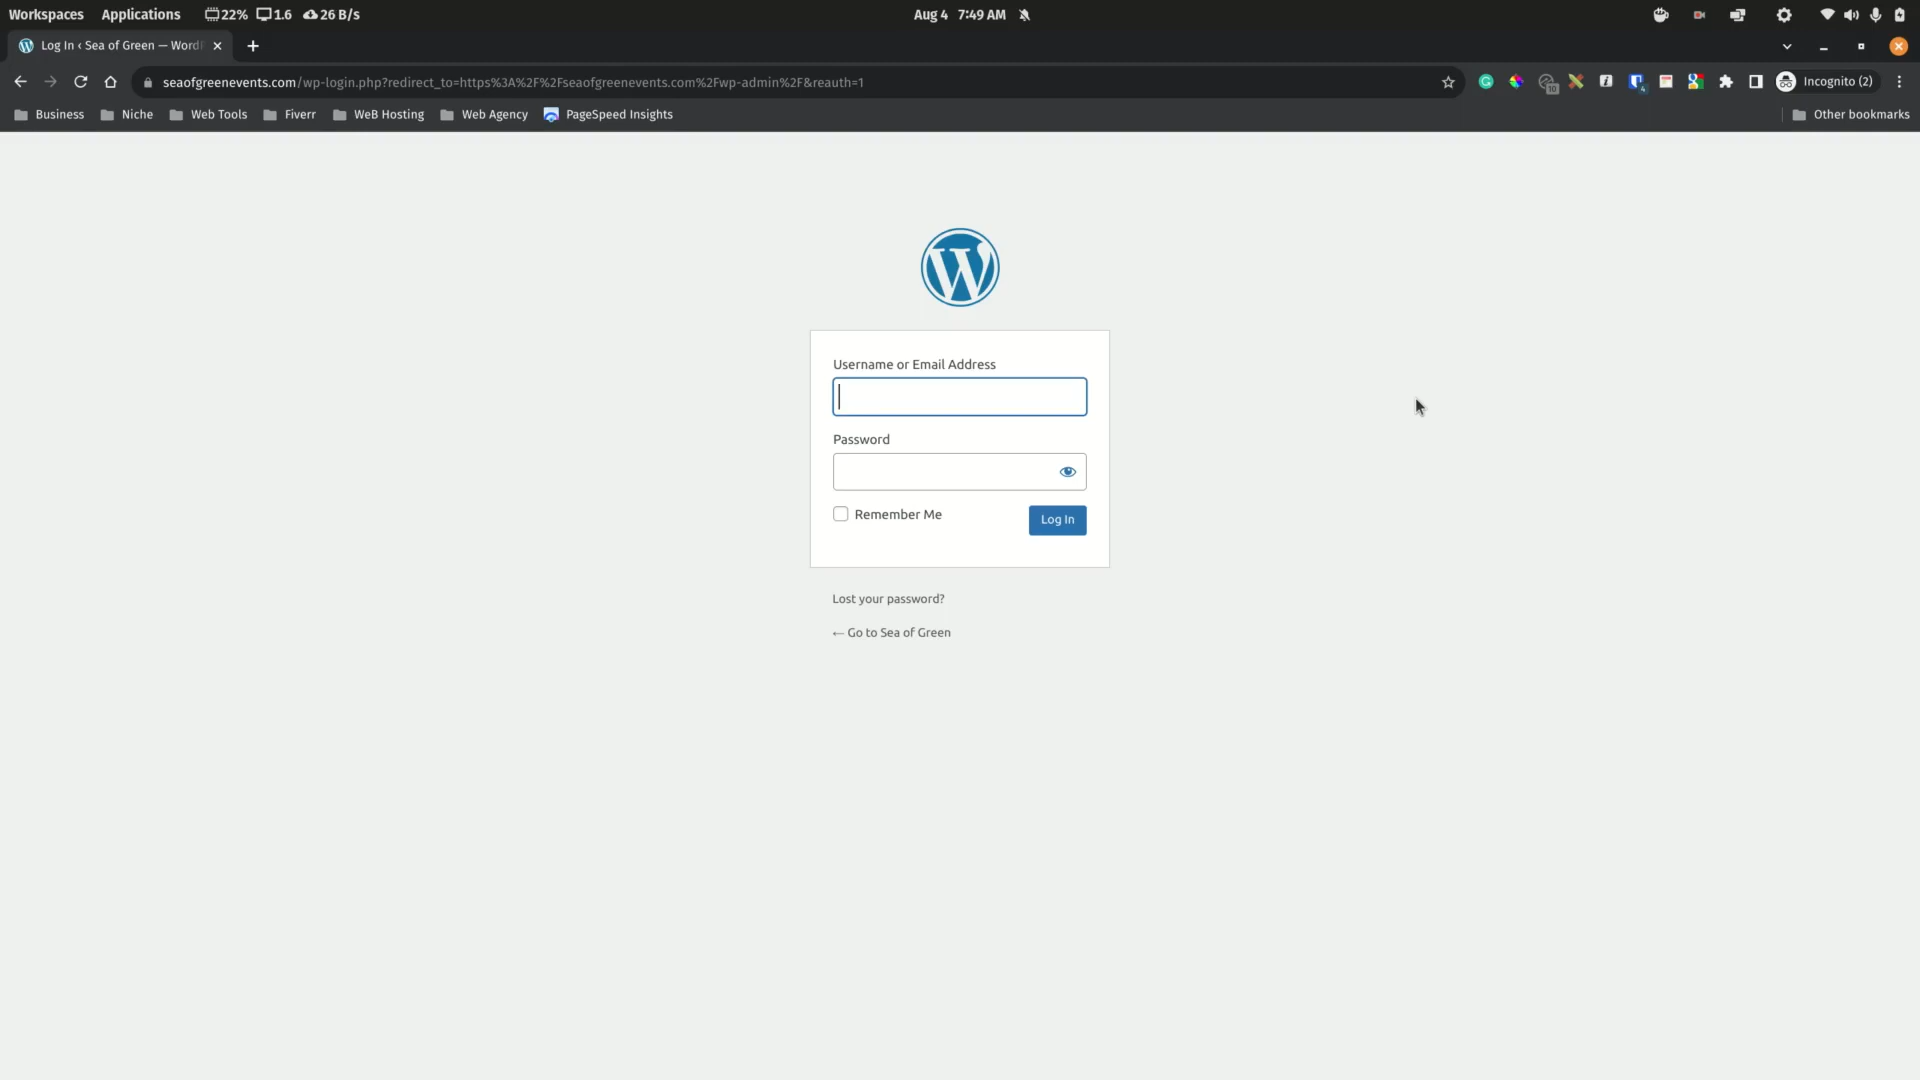 Workspaces Applications 22% 1.6 26 B/s Aug 4 7:49 AM
Log In ‹ Sea of Green — Word
seaofgreenevents.com/wp-login.php?redirect_to=https%3A%2F%2Fseaofgreenevents.com%2Fwp-admin%2F&reauth=1 10 4 Incognito (2)
Business Niche Web Tools Fiverr WeB Hosting Web Agency PageSpeed Insights Other bookmarks
Username or Email Address
Password
Remember Me Log In
Lost your password?
← Go to Sea of Green